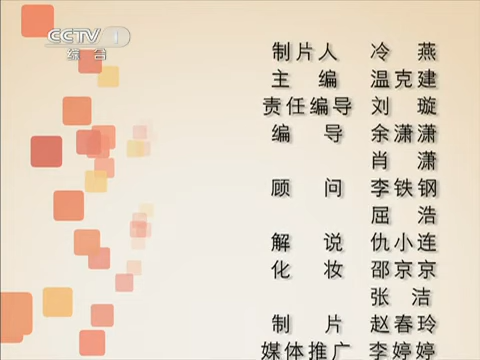 CCTV 1
综合
制片人 冷燕
主编 温克建
责任编导 刘璇
编导 余潇潇
肖潇
顾问 李铁钢
屈浩
解说 仇小连
化妆 邵京京
张洁
制片 赵春玲
媒体推广 李婷婷